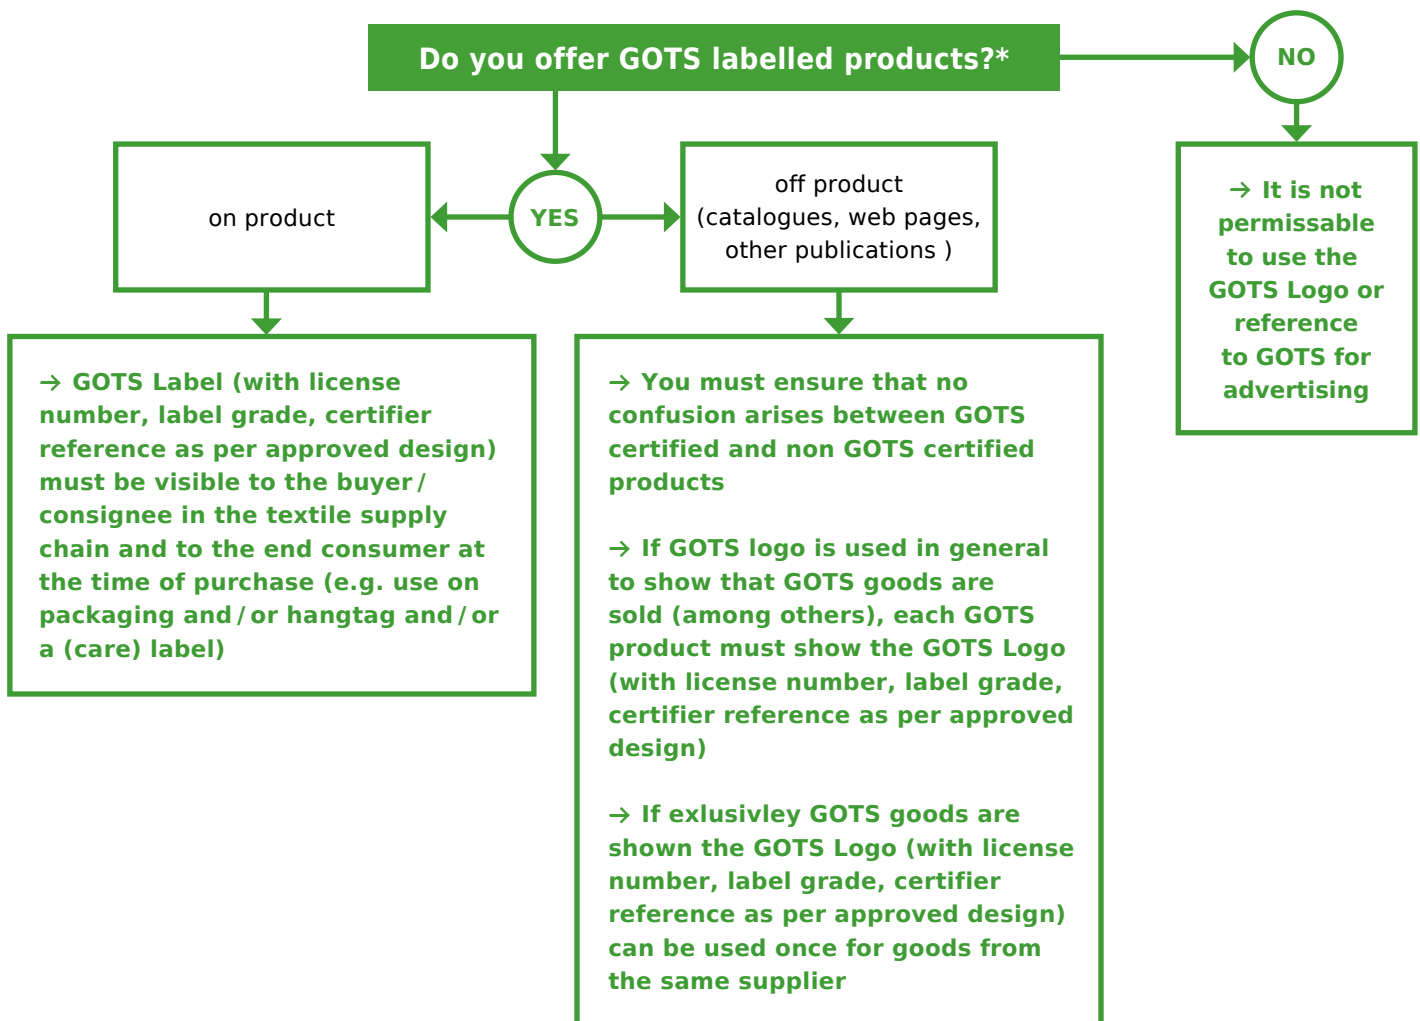 Do you offer GOTS labelled products?*
NO
YES
on product
off product
(catalogues, web pages,
other publications )
→ It is not
permissable
to use the
GOTS Logo or
reference
to GOTS for
advertising
→ GOTS Label (with license
number, label grade, certifier
reference as per approved design)
must be visible to the buyer /
consignee in the textile supply
chain and to the end consumer at
the time of purchase (e.g. use on
packaging and / or hangtag and / or
a (care) label)
→ You must ensure that no
confusion arises between GOTS
certified and non GOTS certified
products
→ If GOTS logo is used in general
to show that GOTS goods are
sold (among others), each GOTS
product must show the GOTS Logo
(with license number, label grade,
certifier reference as per approved
design)
→ If exlusivley GOTS goods are
shown the GOTS Logo (with license
number, label grade, certifier
reference as per approved design)
can be used once for goods from
the same supplier